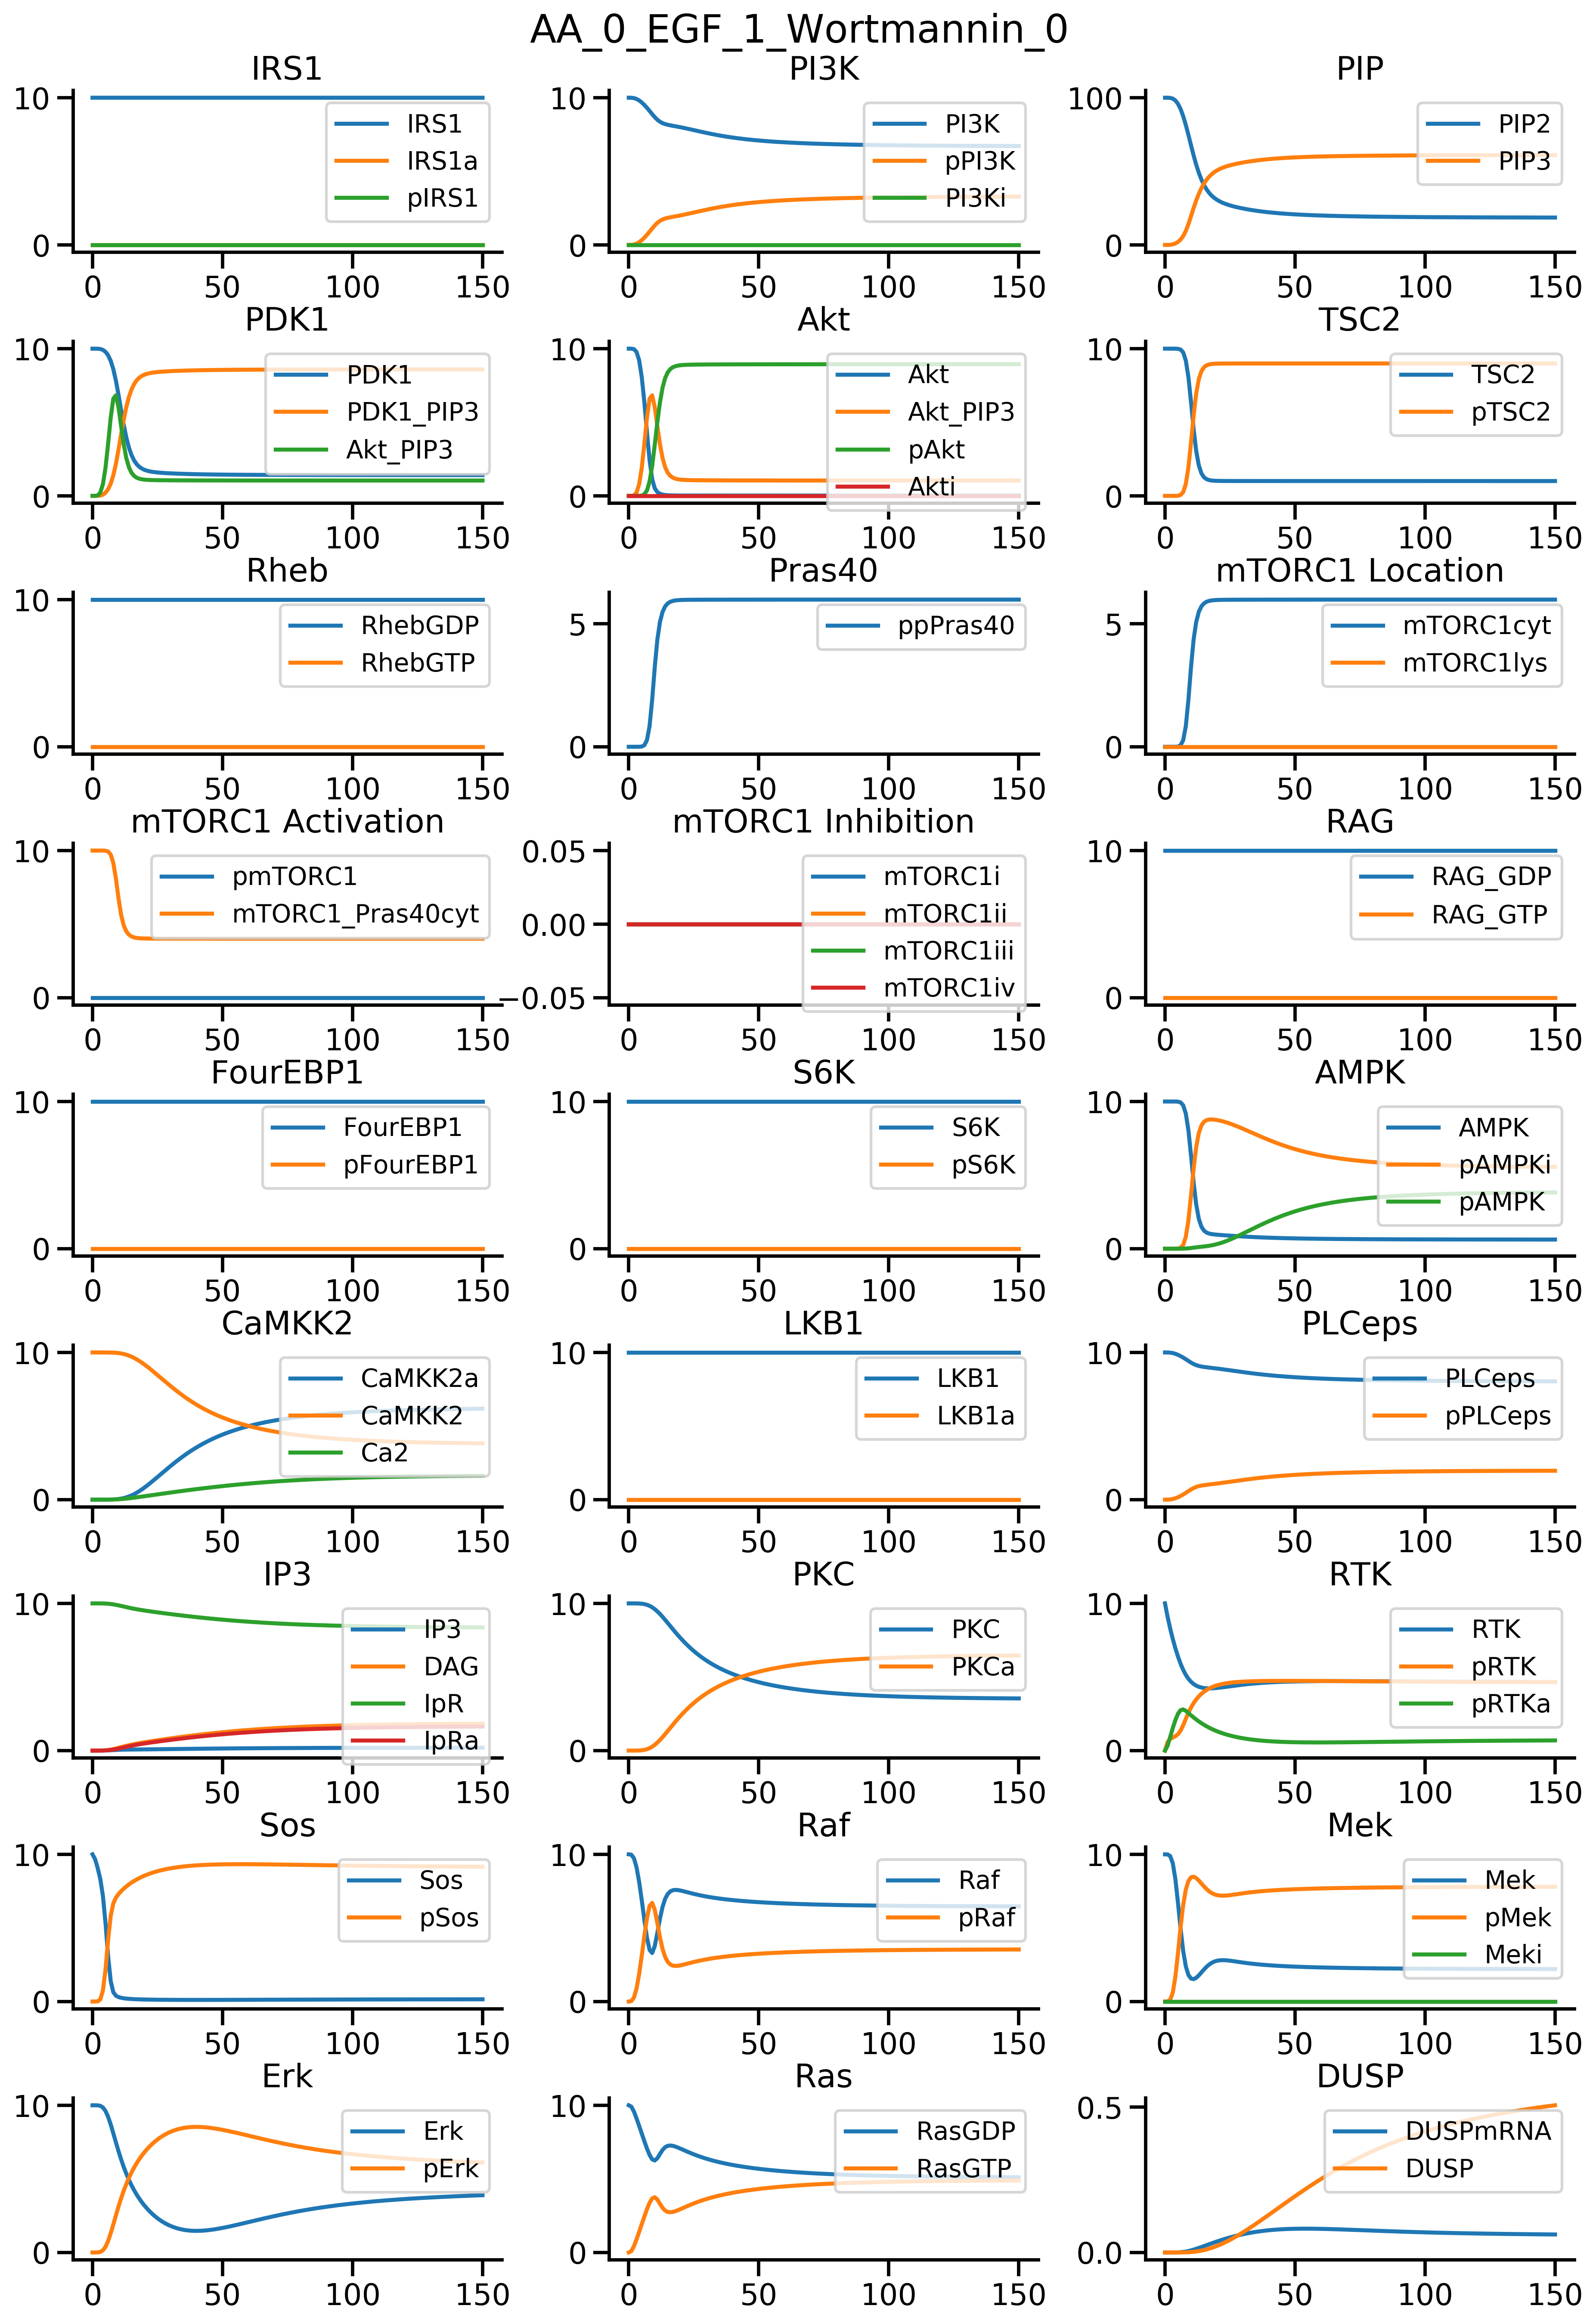 AA_0_EGF_1_Wortmannin_0
IRS1
10
0
0 50 100 150
IRS1
IRS1a
pIRS1
PI3K
10
0
0 50 100 150
PI3K
pPI3K
PI3Ki
PIP
100
0
0 50 100 150
PIP2
PIP3
PDK1
10
0
0 50 100 150
PDK1
PDK1_PIP3
Akt_PIP3
Akt
10
0
0 50 100 150
Akt
Akt_PIP3
pAkt
Akti
TSC2
10
0
0 50 100 150
TSC2
pTSC2
Rheb
10
0
0 50 100 150
RhebGDP
RhebGTP
Pras40
5
0
0 50 100 150
ppPras40
mTORC1 Location
5
0
0 50 100 150
mTORC1cyt
mTORC1lys
mTORC1 Activation
10
0
0 50 100 150
pmTORC1
mTORC1_Pras40cyt
mTORC1 Inhibition
0.05
0.00
−0.05
0 50 100 150
mTORC1i
mTORC1ii
mTORC1iii
mTORC1iv
RAG
10
0
0 50 100 150
RAG_GDP
RAG_GTP
FourEBP1
10
0
0 50 100 150
FourEBP1
pFourEBP1
S6K
10
0
0 50 100 150
S6K
pS6K
AMPK
10
0
0 50 100 150
AMPK
pAMPKi
pAMPK
CaMKK2
10
0
0 50 100 150
CaMKK2a
CaMKK2
Ca2
LKB1
10
0
0 50 100 150
LKB1
LKB1a
PLCeps
10
0
0 50 100 150
PLCeps
pPLCeps
IP3
10
0
0 50 100 150
IP3
DAG
IpR
IpRa
PKC
10
0
0 50 100 150
PKC
PKCa
RTK
10
0
0 50 100 150
RTK
pRTK
pRTKa
Sos
10
0
0 50 100 150
Sos
pSos
Raf
10
0
0 50 100 150
Raf
pRaf
Mek
10
0
0 50 100 150
Mek
pMek
Meki
Erk
10
0
0 50 100 150
Erk
pErk
Ras
10
0
0 50 100 150
RasGDP
RasGTP
DUSP
0.5
0.0
0 50 100 150
DUSPmRNA
DUSP